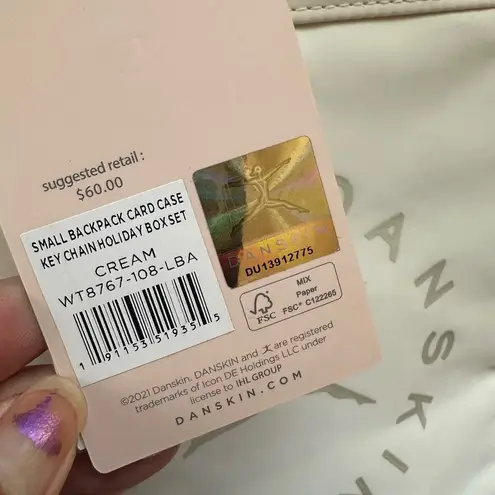 suggested retail :
$60.00
SMALL BACKPACK CARD CASE
KEY CHAIN HOLIDAY BOX SET
CREAM
WT8767-108-LBA
1 91153 51935 5
DANSKIN
DU13912775
FSC
MIX
Paper
FSC® C122265
©2021 Danskin. DANSKIN and are registered
trademarks of Icon DE Holdings LLC under
license to IHLGROUP
DANSKIN.COM
DANSKIN